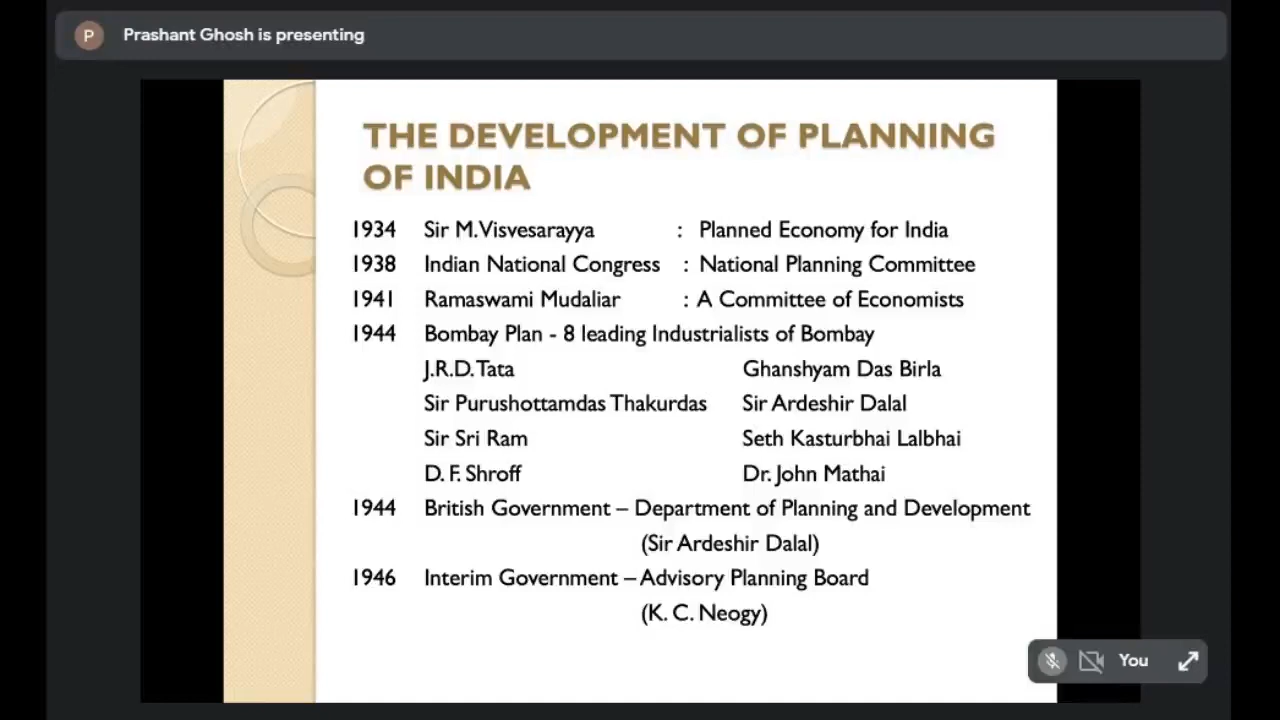 P
Prashant Ghosh is presenting
THE DEVELOPMENT OF PLANNING
OF INDIA
1934 Sir M. Visvesarayya : Planned Economy for India
1938 Indian National Congress : National Planning Committee
1941 Ramaswami Mudaliar : A Committee of Economists
1944 Bombay Plan - 8 leading Industrialists of Bombay
J.R.D. Tata Ghanshyam Das Birla
Sir Purushottamdas Thakurdas Sir Ardeshir Dalal
Sir Sri Ram Seth Kasturbhai Lalbhai
D. F. Shroff Dr. John Mathai
1944 British Government – Department of Planning and Development
(Sir Ardeshir Dalal)
1946 Interim Government – Advisory Planning Board
(K. C. Neogy)
You